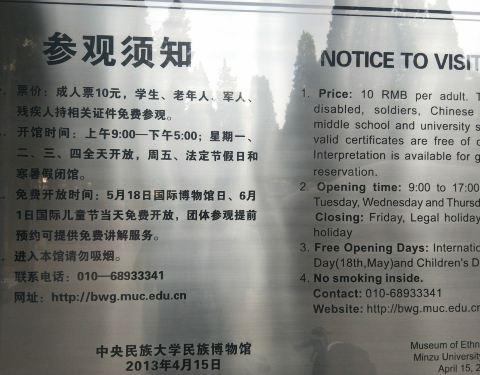 参观须知
票价：成人票10元，学生、老年人、军人、
残疾人持相关证件免费参观。
开馆时间：上午9:00—下午5:00；星期一、
二、三、四全天开放，周五、法定节假日和
寒暑假闭馆。
免费开放时间：5月18日国际博物馆日、6月
1日国际儿童节当天免费开放，团体参观提前
预约可提供免费讲解服务。
进入本馆请勿吸烟。
联系电话：010—68933341
网址：http://bwg.muc.edu.cn
中央民族大学民族博物馆
2013年4月15日
NOTICE TO VISIT
1. Price: 10 RMB per adult. T
disabled, soldiers, Chinese
middle school and university s
valid certificates are free of c
Interpretation is available for g
reservation.
2. Opening time: 9:00 to 17:00
Tuesday, Wednesday and Thursd
Closing: Friday, Legal holiday
holiday
3. Free Opening Days: Internatio
Day(18th,May)and Children's D
4. No smoking inside.
Contact: 010-68933341
Website: http://bwg.muc.edu.cn
Museum of Ethn
Minzu University
April 15, 2